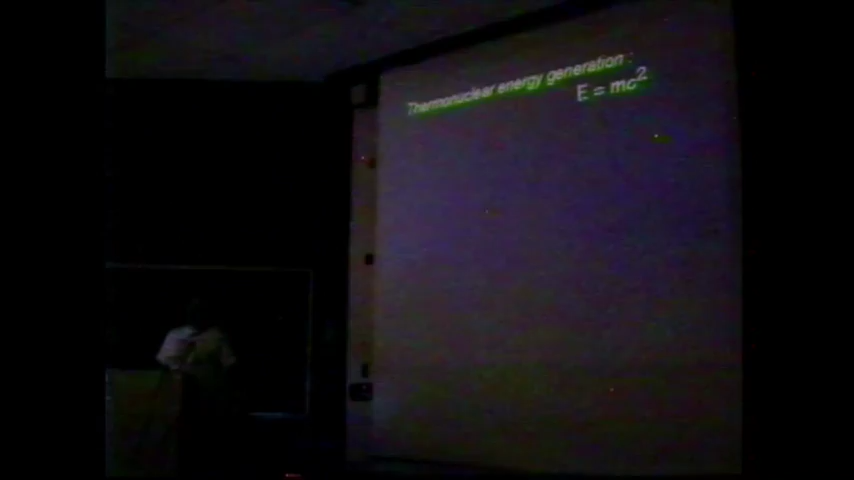 Thermonuclear energy generation :
E = mc²